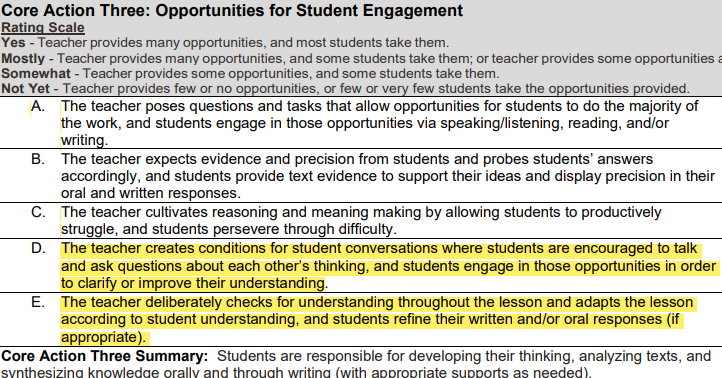 Core Action Three: Opportunities for Student Engagement
Rating Scale
Yes - Teacher provides many opportunities, and most students take them.
Mostly - Teacher provides many opportunities, and some students take them; or teacher provides some opportunities a
Somewhat - Teacher provides some opportunities, and some students take them.
Not Yet - Teacher provides few or no opportunities, or few or very few students take the opportunities provided.
A. The teacher poses questions and tasks that allow opportunities for students to do the majority of
the work, and students engage in those opportunities via speaking/listening, reading, and/or
writing.
B. The teacher expects evidence and precision from students and probes students’ answers
accordingly, and students provide text evidence to support their ideas and display precision in their
oral and written responses.
C. The teacher cultivates reasoning and meaning making by allowing students to productively
struggle, and students persevere through difficulty.
D. The teacher creates conditions for student conversations where students are encouraged to talk
and ask questions about each other’s thinking, and students engage in those opportunities in order
to clarify or improve their understanding.
E. The teacher deliberately checks for understanding throughout the lesson and adapts the lesson
according to student understanding, and students refine their written and/or oral responses (if
appropriate).
Core Action Three Summary: Students are responsible for developing their thinking, analyzing texts, and
synthesizing knowledge orally and through writing (with appropriate supports as needed).